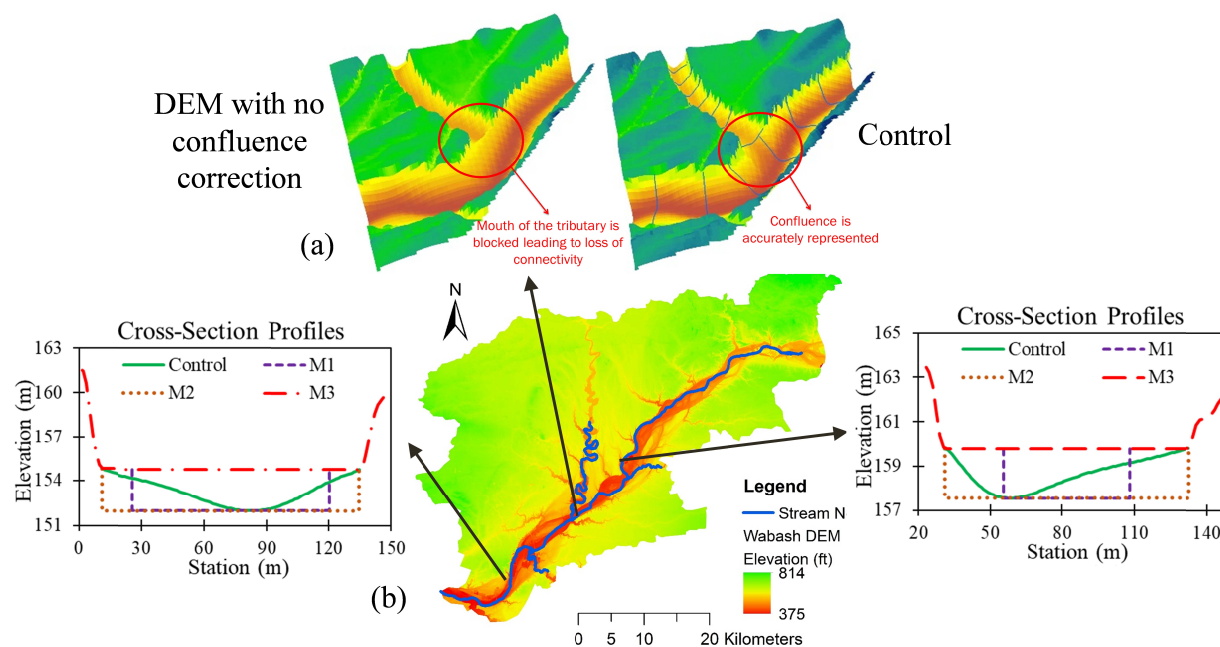 DEM with no
confluence
correction
Control
Mouth of the tributary is
blocked leading to loss of
connectivity
Confluence is
accurately represented
(a)
N
Cross-Section Profiles
Control
M1
M2
M3
Elevation (m)
163
160
157
154
151
0
30
60
90
120
150
Station (m)
Cross-Section Profiles
Control
M1
M2
M3
Elevation (m)
165
163
161
159
157
20
50
80
110
140
Station (m)
Legend
Stream N
Wabash DEM
Elevation (ft)
814
375
(b)
0 5 10 20 Kilometers